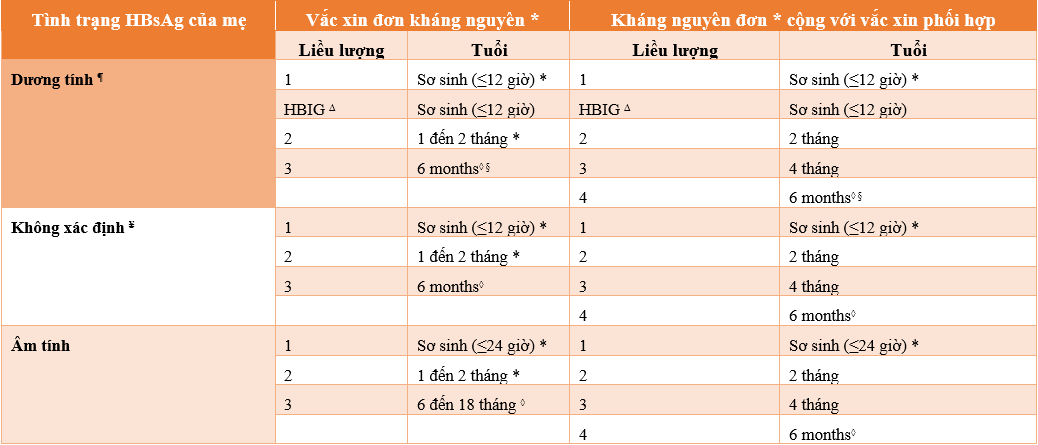 Tình trạng HBsAg của mẹ Vắc xin đơn kháng nguyên * Kháng nguyên đơn * cộng với vắc xin phối hợp
Liều lượng Tuổi Liều lượng Tuổi
Dương tính ¶ 1 Sơ sinh (≤12 giờ) * 1 Sơ sinh (≤12 giờ) *
HBIG Δ Sơ sinh (≤12 giờ) HBIG Δ Sơ sinh (≤12 giờ)
2 1 đến 2 tháng * 2 2 tháng
3 6 months◊ § 3 4 tháng
4 6 months◊ §
Không xác định ¥ 1 Sơ sinh (≤12 giờ) * 1 Sơ sinh (≤12 giờ) *
2 1 đến 2 tháng * 2 2 tháng
3 6 months◊ 3 4 tháng
4 6 months◊
Âm tính 1 Sơ sinh (≤24 giờ) * 1 Sơ sinh (≤24 giờ) *
2 1 đến 2 tháng * 2 2 tháng
3 6 đến 18 tháng ◊ 3 4 tháng
4 6 months◊